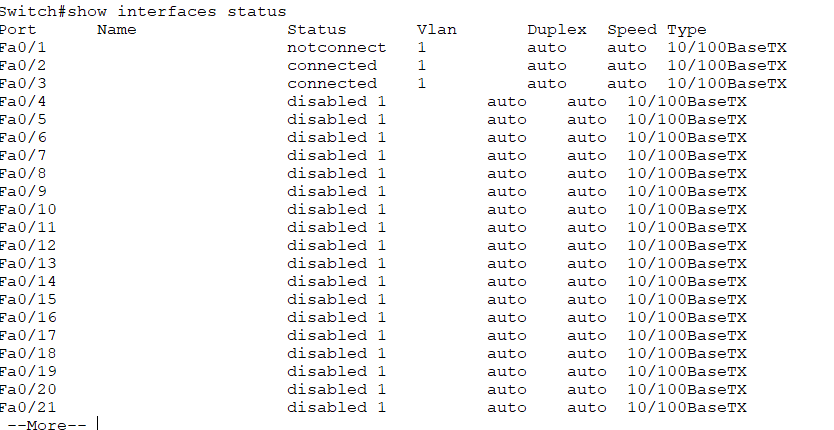 Switch#show interfaces status
Port      Name               Status       Vlan       Duplex  Speed Type
Fa0/1                        notconnect   1          auto    auto  10/100BaseTX
Fa0/2                        connected    1          auto    auto  10/100BaseTX
Fa0/3                        connected    1          auto    auto  10/100BaseTX
Fa0/4                        disabled 1          auto    auto  10/100BaseTX
Fa0/5                        disabled 1          auto    auto  10/100BaseTX
Fa0/6                        disabled 1          auto    auto  10/100BaseTX
Fa0/7                        disabled 1          auto    auto  10/100BaseTX
Fa0/8                        disabled 1          auto    auto  10/100BaseTX
Fa0/9                        disabled 1          auto    auto  10/100BaseTX
Fa0/10                       disabled 1          auto    auto  10/100BaseTX
Fa0/11                       disabled 1          auto    auto  10/100BaseTX
Fa0/12                       disabled 1          auto    auto  10/100BaseTX
Fa0/13                       disabled 1          auto    auto  10/100BaseTX
Fa0/14                       disabled 1          auto    auto  10/100BaseTX
Fa0/15                       disabled 1          auto    auto  10/100BaseTX
Fa0/16                       disabled 1          auto    auto  10/100BaseTX
Fa0/17                       disabled 1          auto    auto  10/100BaseTX
Fa0/18                       disabled 1          auto    auto  10/100BaseTX
Fa0/19                       disabled 1          auto    auto  10/100BaseTX
Fa0/20                       disabled 1          auto    auto  10/100BaseTX
Fa0/21                       disabled 1          auto    auto  10/100BaseTX
 --More--